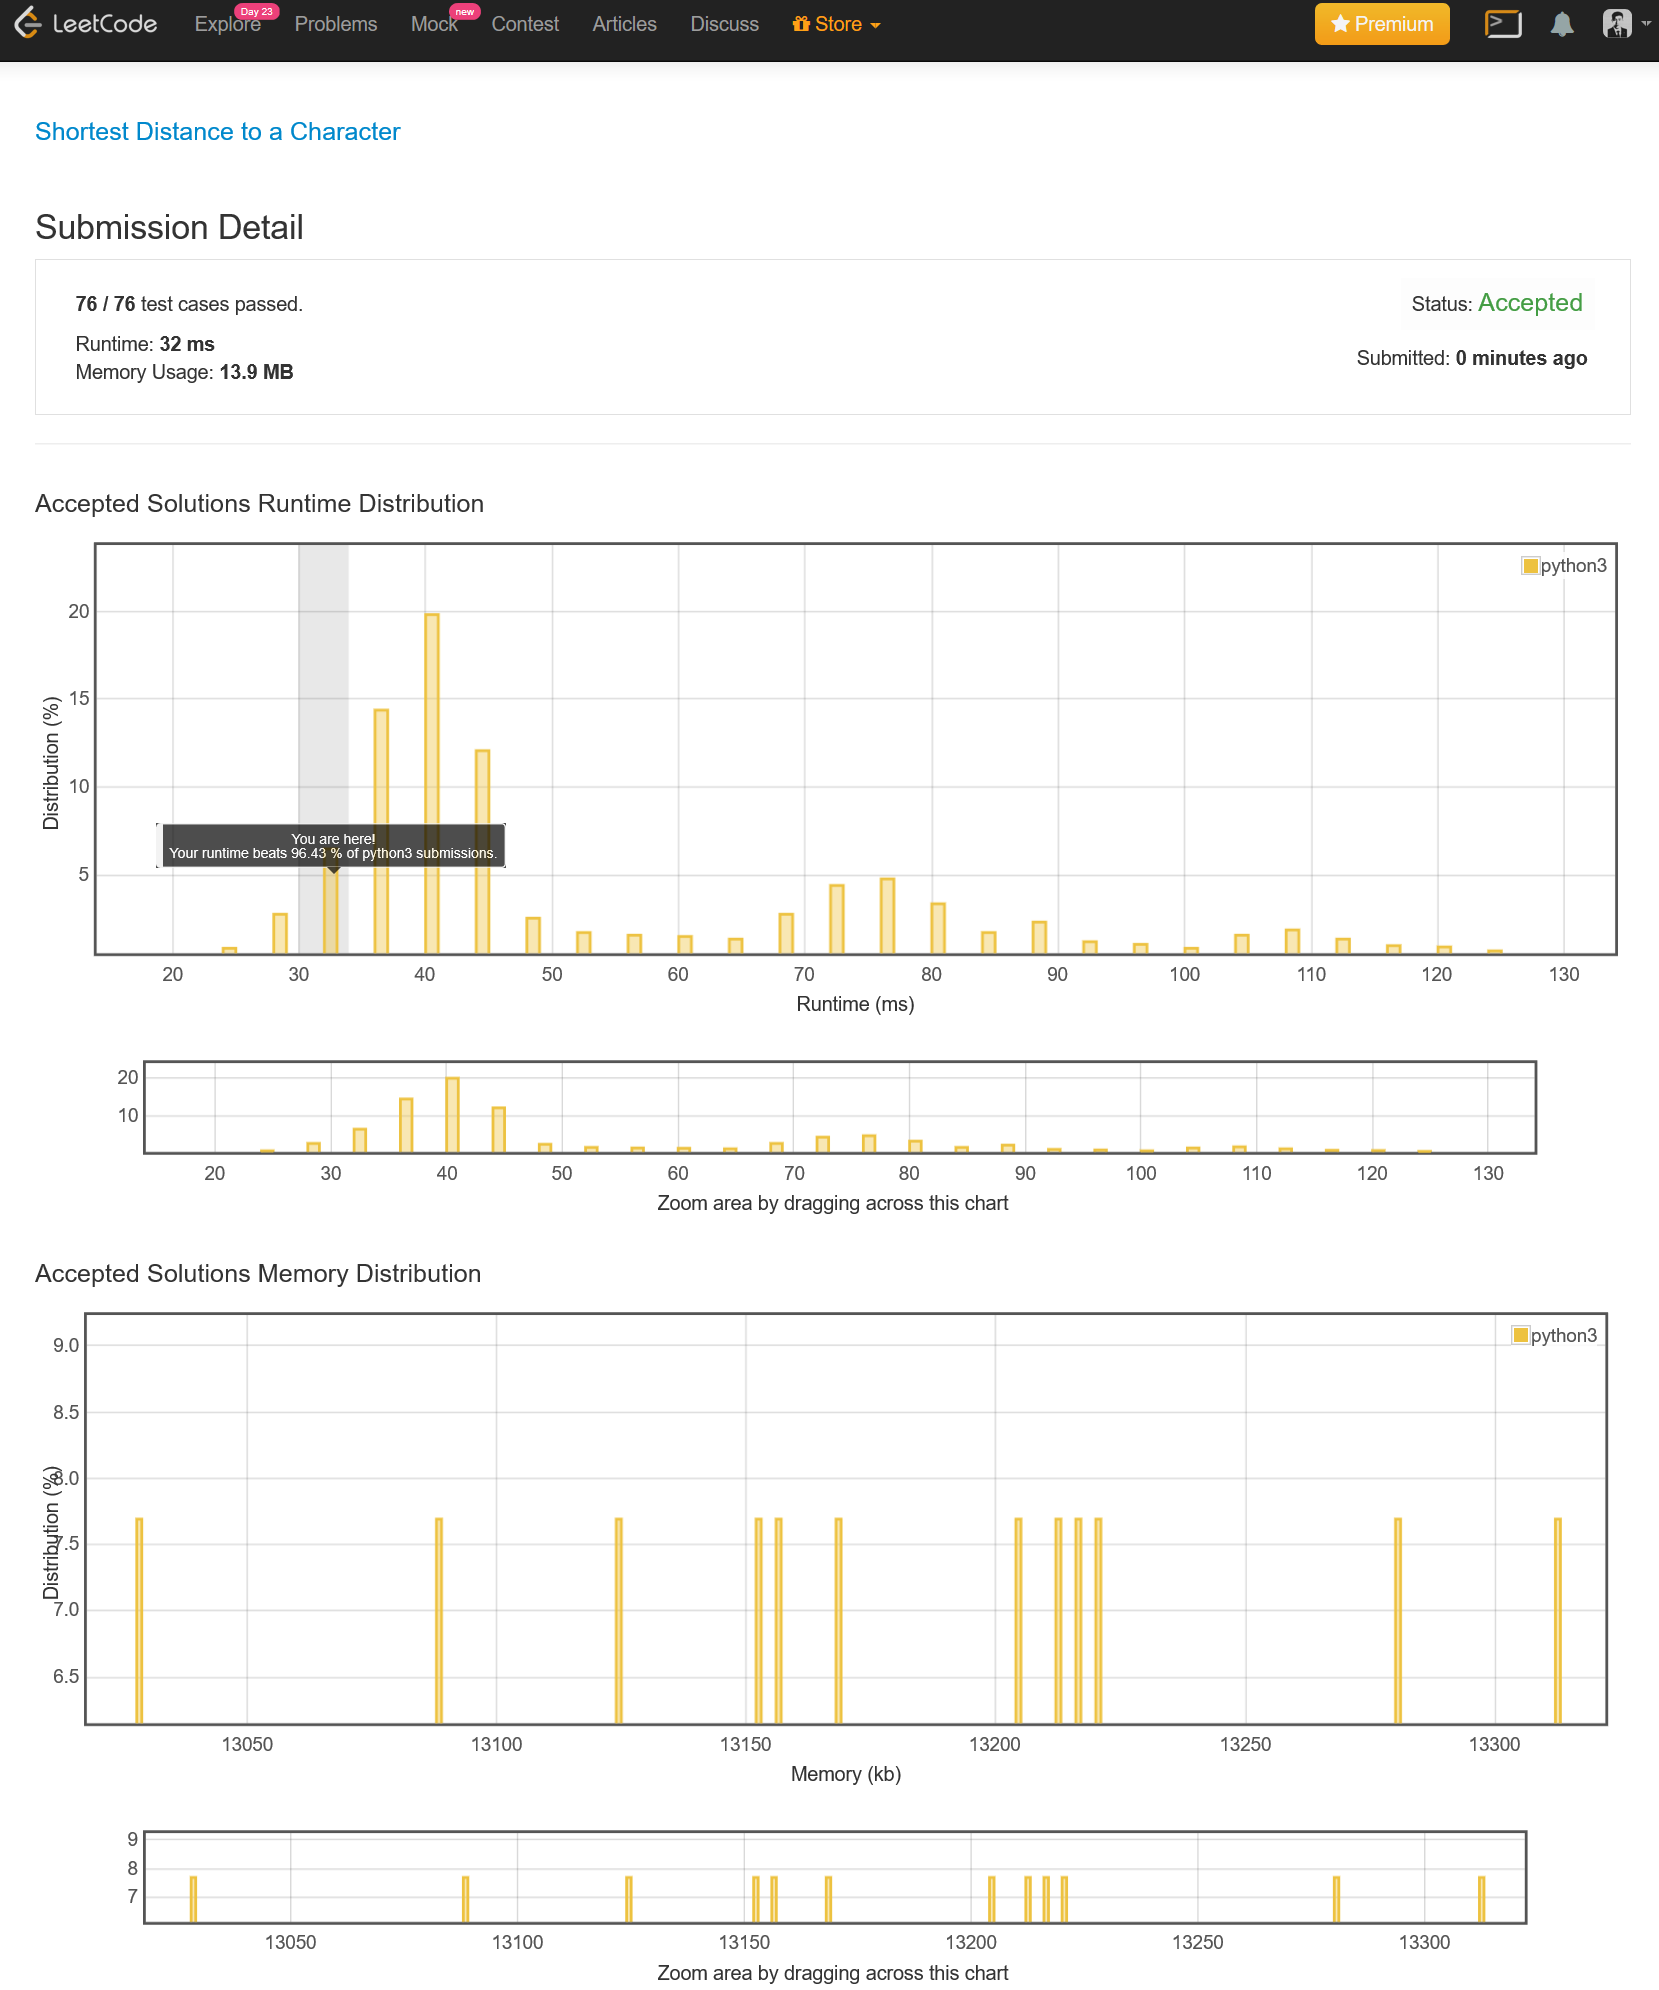 LeetCode Explore Day 23 Problems Mock new Contest Articles Discuss Store Premium
Shortest Distance to a Character
Submission Detail
76 / 76 test cases passed.
Status: Accepted
Runtime: 32 ms
Submitted: 0 minutes ago
Memory Usage: 13.9 MB
Accepted Solutions Runtime Distribution
python3
20
15
10
5
Distribution (%)
You are here!
Your runtime beats 96.43 % of python3 submissions.
20 30 40 50 60 70 80 90 100 110 120 130
Runtime (ms)
20
10
20 30 40 50 60 70 80 90 100 110 120 130
Zoom area by dragging across this chart
Accepted Solutions Memory Distribution
python3
9.0
8.5
8.0
7.5
7.0
6.5
Distribution (%)
13050 13100 13150 13200 13250 13300
Memory (kb)
9
8
7
13050 13100 13150 13200 13250 13300
Zoom area by dragging across this chart